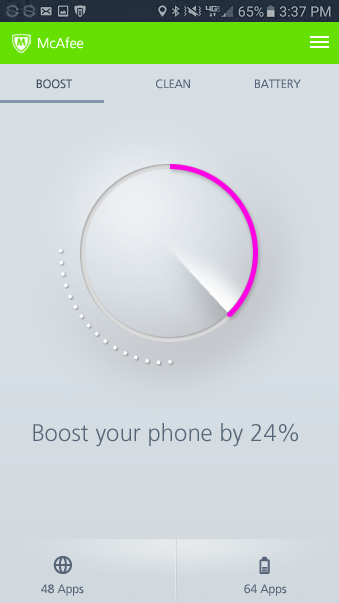 65% 3:37 PM
McAfee
BOOST CLEAN BATTERY
Boost your phone by 24%
48 Apps 64 Apps